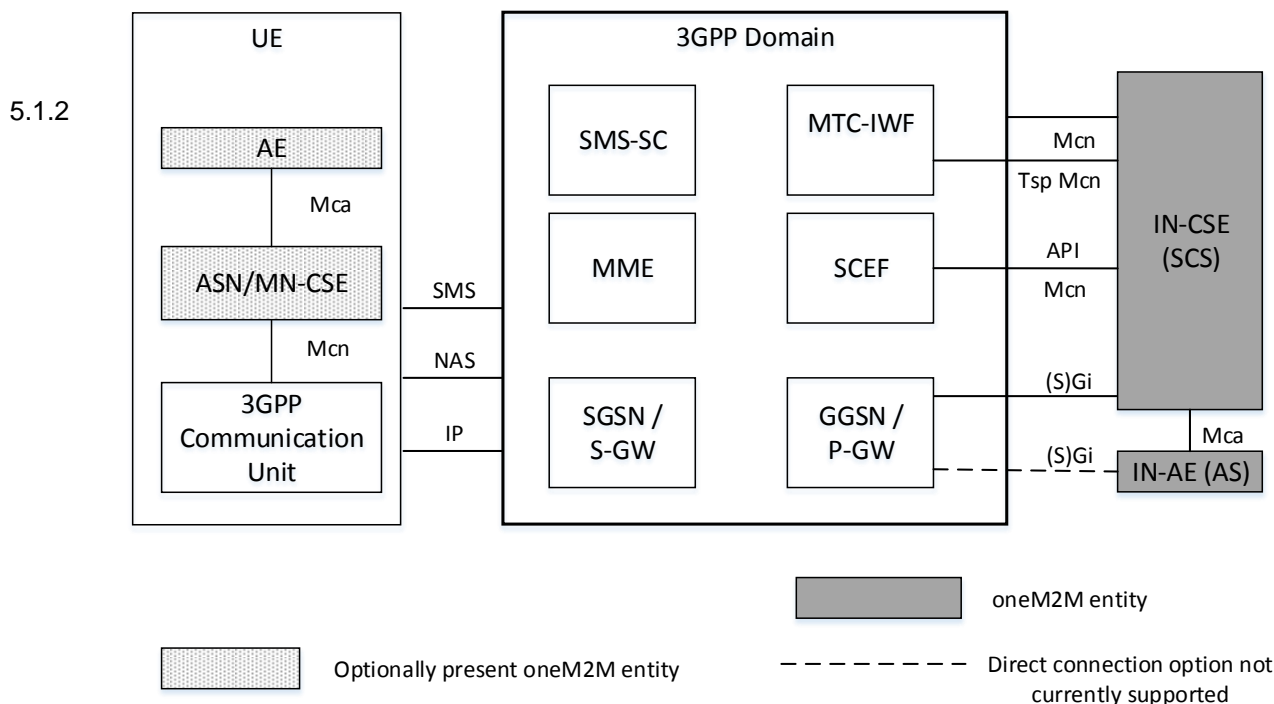 5.1.2
UE
AE
Mca
ASN/MN-CSE
Mcn
3GPP
Communication
Unit
SMS
NAS
IP
3GPP Domain
SMS-SC
MTC-IWF
MME
SCEF
SGSN /
S-GW
GGSN /
P-GW
Mcn
Tsp Mcn
API
Mcn
(S)Gi
(S)Gi
IN-CSE
(SCS)
Mca
IN-AE (AS)
oneM2M entity
Optionally present oneM2M entity
Direct connection option not
currently supported